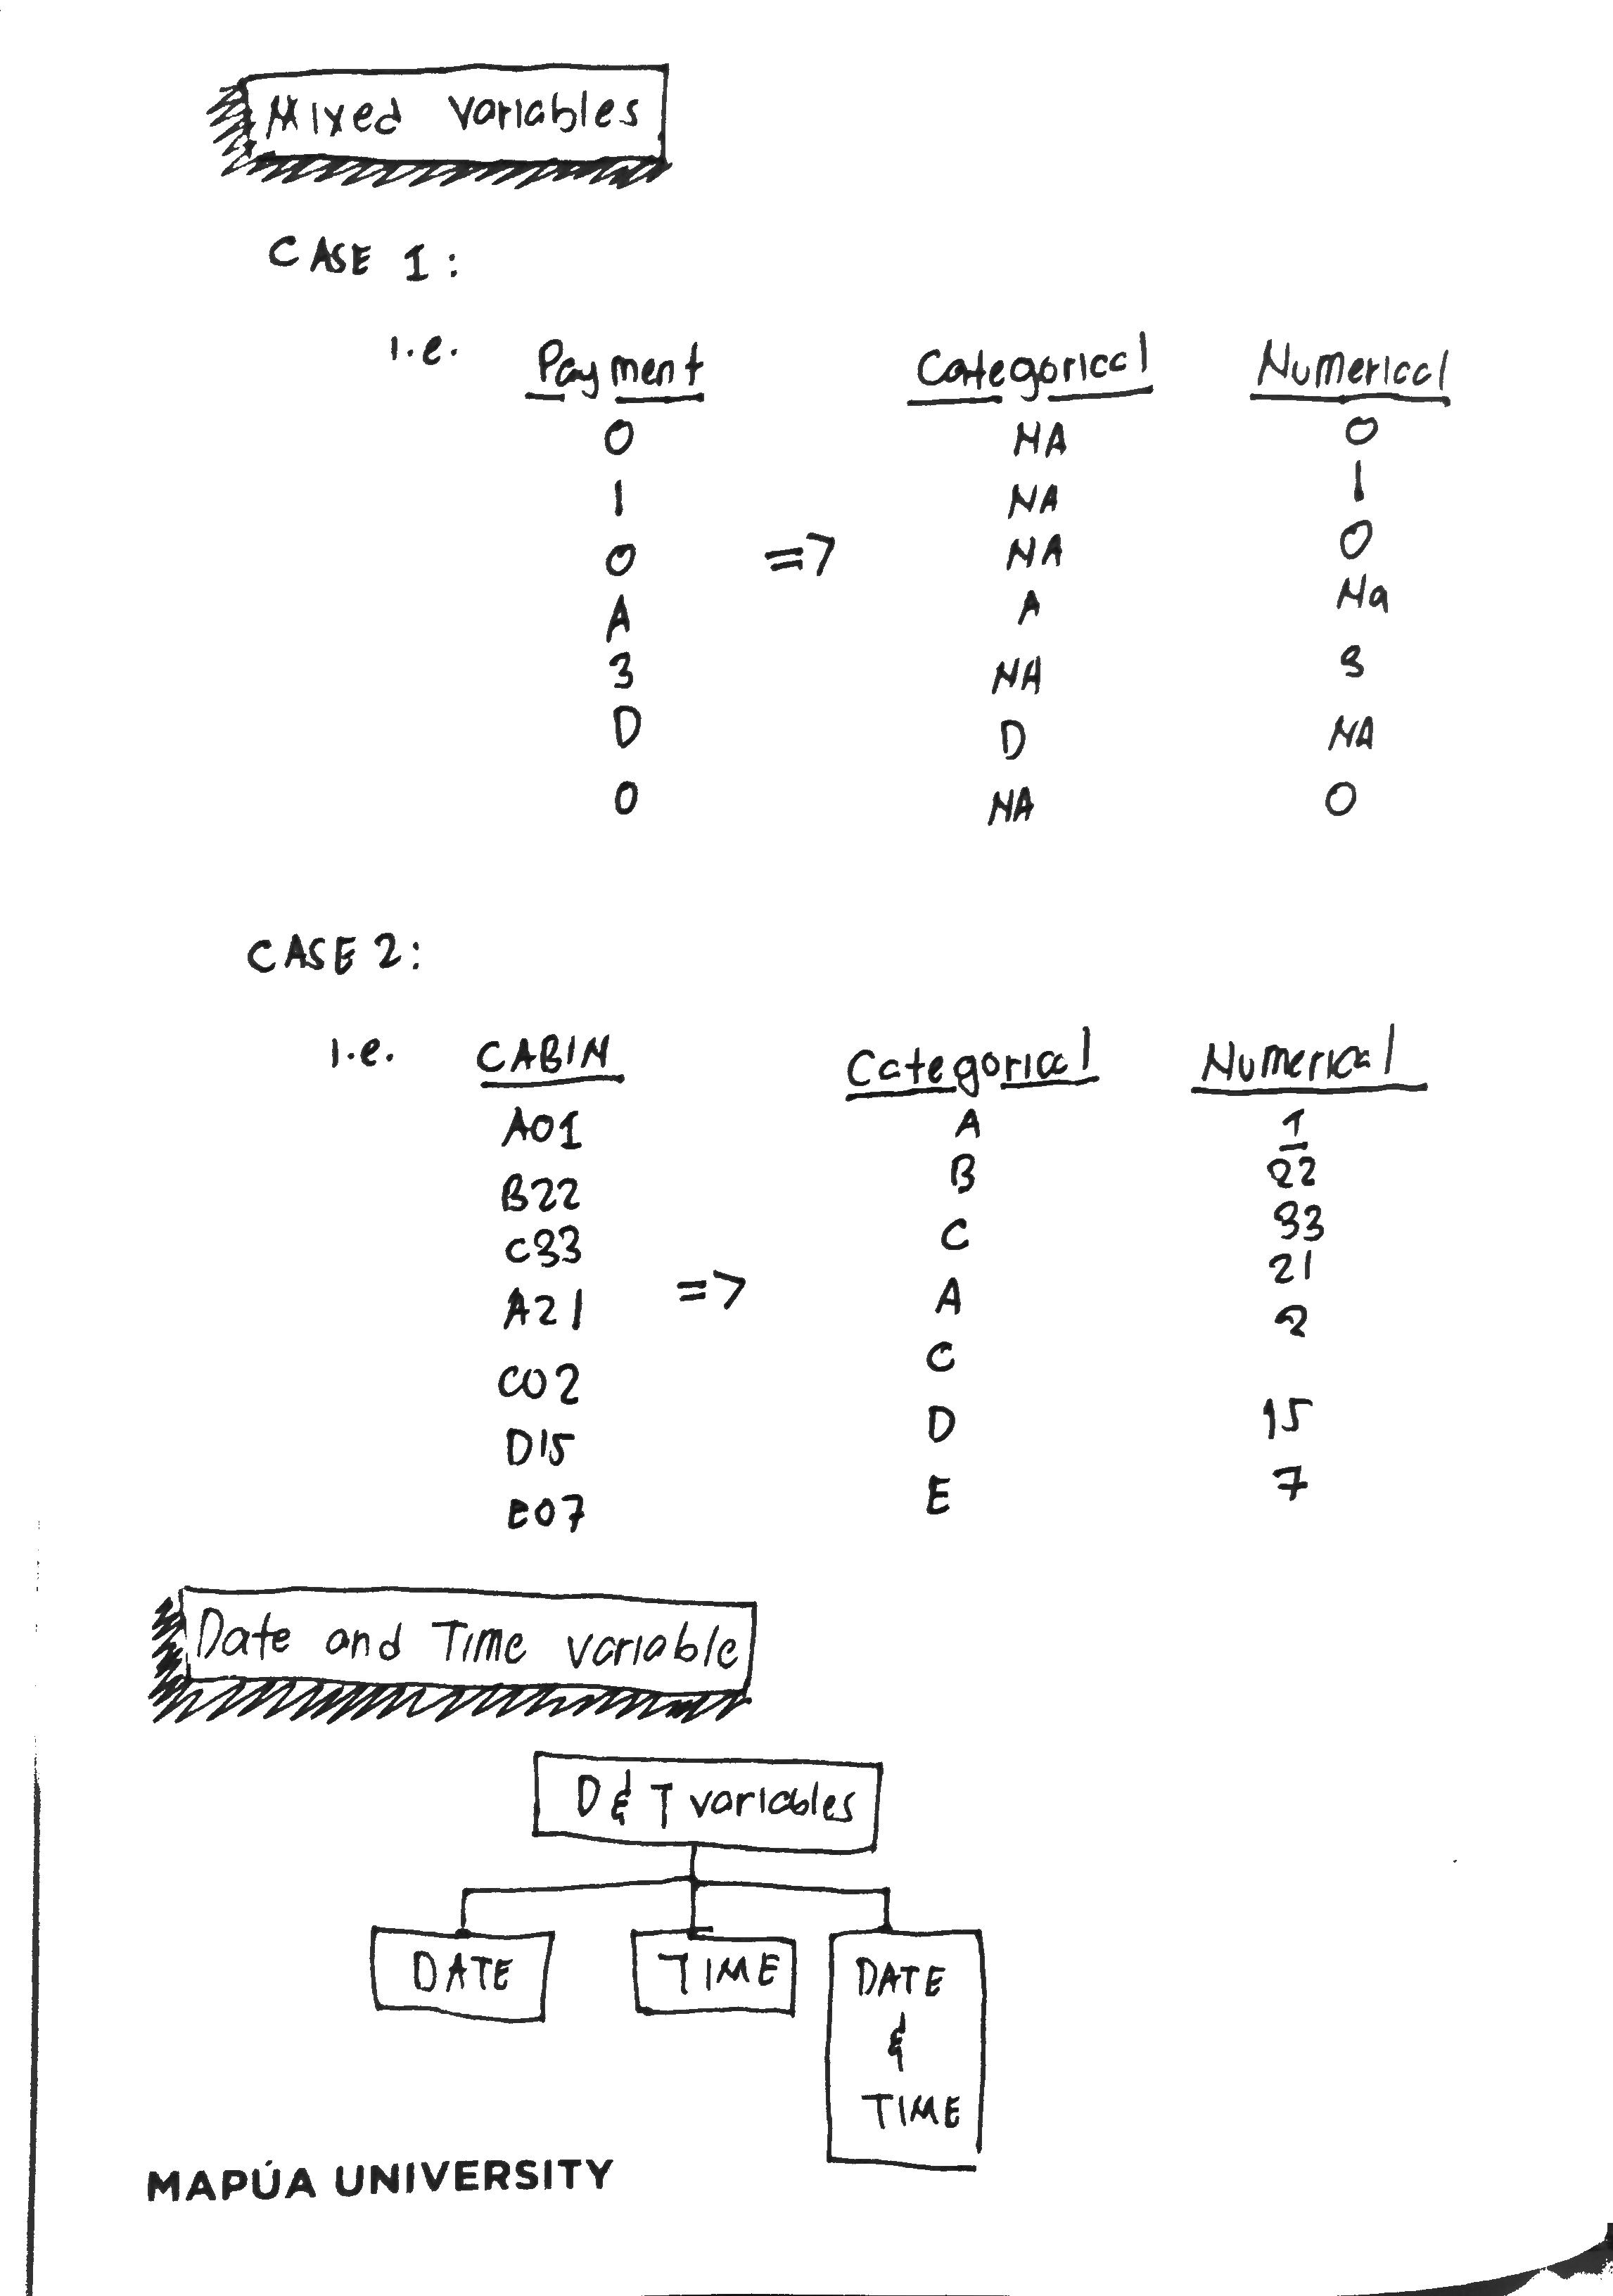 Mixed variables
CASE 1:
i.e. Payment Categorical Numerical
0 NA 0
1 NA 1
0 => NA 0
A A Na
3 NA 3
D D NA
0 NA 0
CASE 2:
i.e. CABIN Categorical Numerical
A01 A 1
B22 B 22
C33 C 33
A21 => A 21
C02 C 2
D15 D 15
E07 E 7
Date and Time variable
D & T variables
DATE TIME DATE
&
TIME
MAPÚA UNIVERSITY